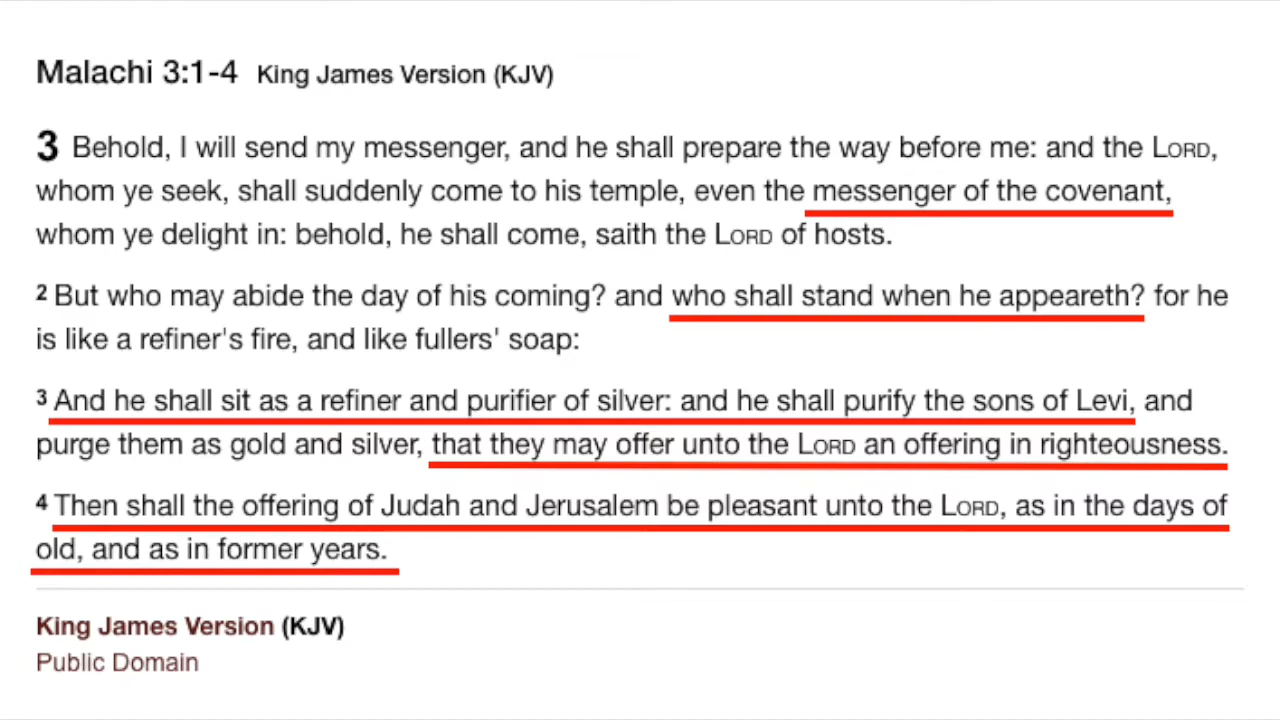 Malachi 3:1-4 King James Version (KJV)
3 Behold, I will send my messenger, and he shall prepare the way before me: and the LORD,
whom ye seek, shall suddenly come to his temple, even the messenger of the covenant,
whom ye delight in: behold, he shall come, saith the LORD of hosts.
2 But who may abide the day of his coming? and who shall stand when he appeareth? for he
is like a refiner's fire, and like fullers' soap:
3 And he shall sit as a refiner and purifier of silver: and he shall purify the sons of Levi, and
purge them as gold and silver, that they may offer unto the LORD an offering in righteousness.
4 Then shall the offering of Judah and Jerusalem be pleasant unto the LORD, as in the days of
old, and as in former years.
King James Version (KJV)
Public Domain